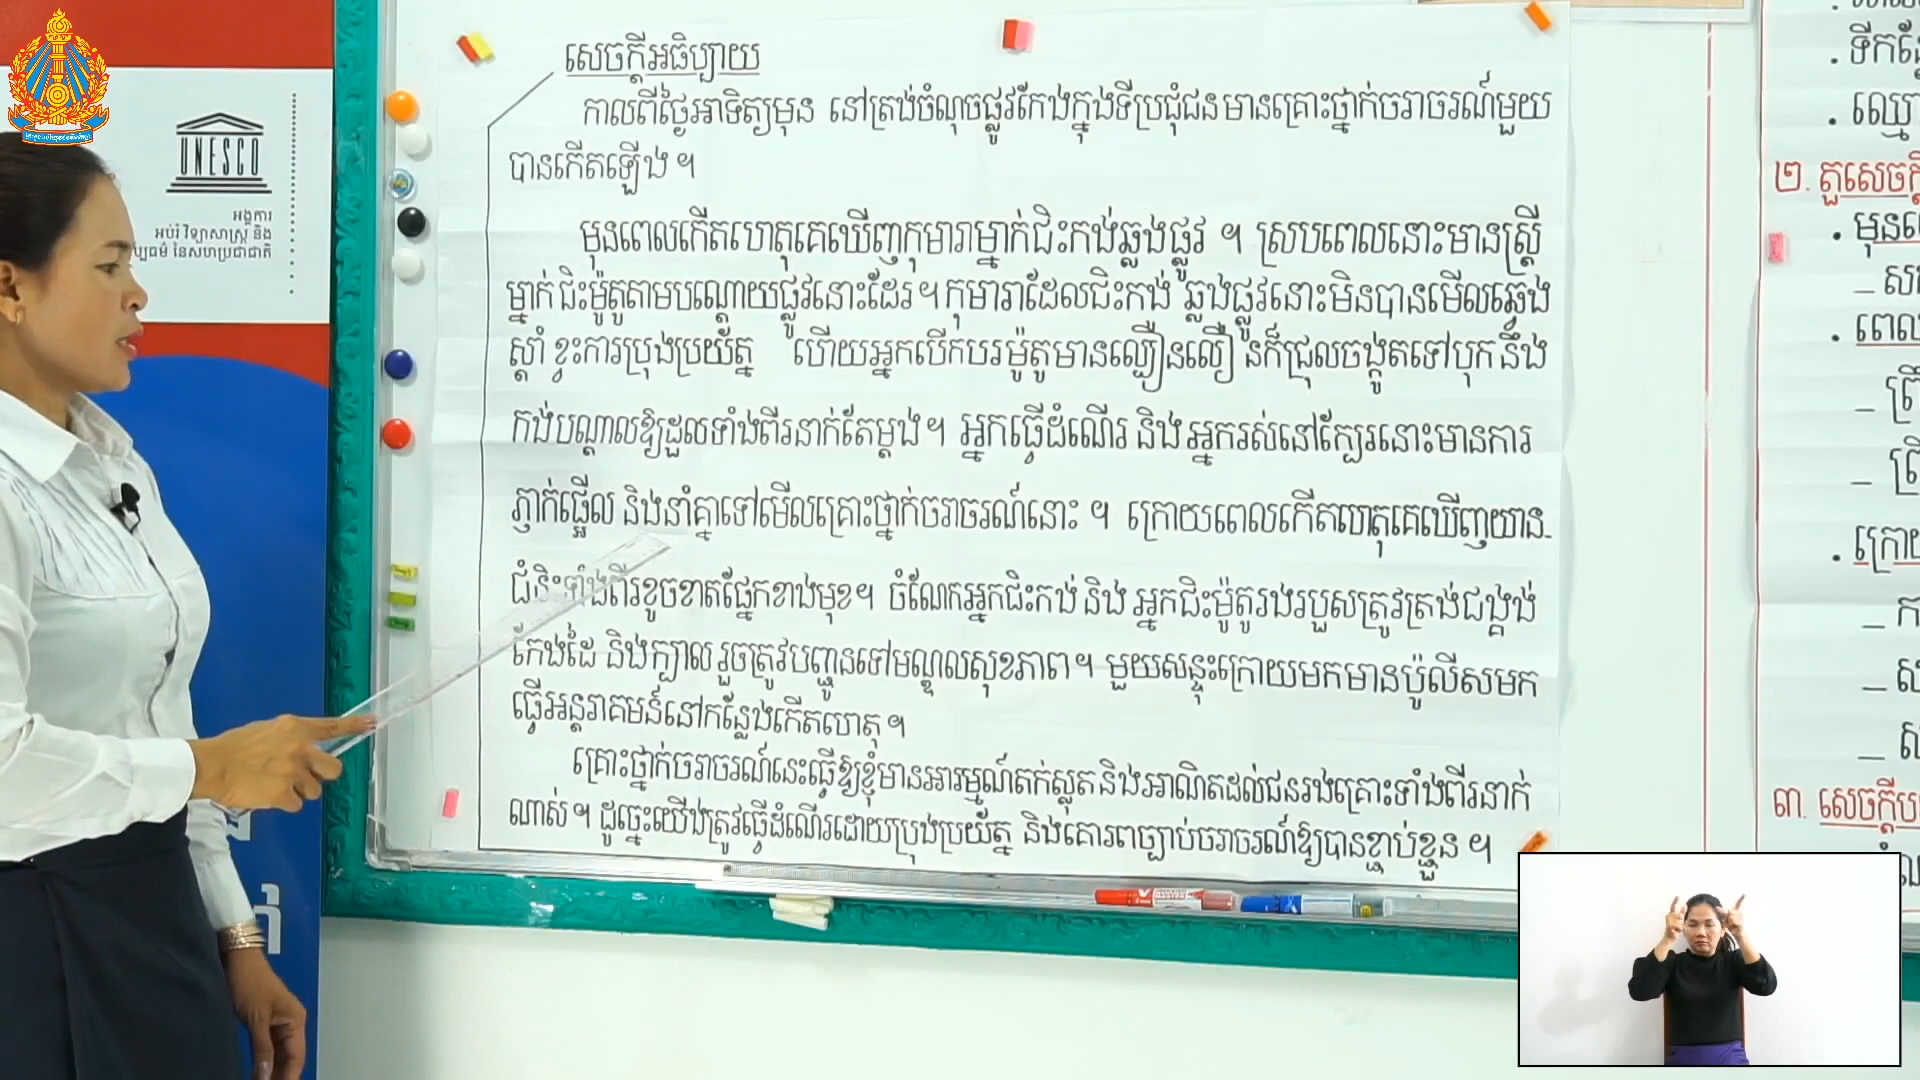 UNESCO
អង្គការ
អប់រំ វិទ្យាសាស្ត្រ និង
វប្បធម៌ នៃសហប្រជាជាតិ
សេចក្ដីអធិប្បាយ
កាលពីថ្ងៃអាទិត្យមុន នៅត្រង់ចំណុចផ្លូវកែងក្នុងទីប្រជុំជន មានគ្រោះថ្នាក់ចរាចរណ៍មួយ
បានកើតឡើង ។
មុនពេលកើតហេតុគេឃើញកុមារាម្នាក់ជិះកង់ឆ្លងផ្លូវ ។ ស្របពេលនោះមានស្ត្រី
ម្នាក់ ជិះម៉ូតូតាមបណ្ដោយផ្លូវនោះដែរ ។ កុមារាដែលជិះកង់ ឆ្លងផ្លូវនោះមិនបានមើលឆ្វេង
ស្ដាំ ខ្វះការប្រុងប្រយ័ត្ន ហើយអ្នកបើកបរម៉ូតូមានល្បឿនលឿនក៏ជ្រុលចង្កូតទៅបុកនឹង
កង់បណ្ដាលឱ្យដួលទាំងពីរនាក់តែម្ដង ។ អ្នកធ្វើដំណើរ និង អ្នករស់នៅក្បែរនោះមានការ
ភ្ញាក់ផ្អើល និងនាំគ្នាទៅមើលគ្រោះថ្នាក់ចរាចរណ៍នោះ ។ ក្រោយពេលកើតហេតុគេឃើញយាន-
ជំនិះទាំងពីរខូចខាតផ្នែកខាងមុខ ។ ចំណែកអ្នកជិះកង់ និង អ្នកជិះម៉ូតូរងរបួសត្រូវត្រង់ជង្គង់
កែងដៃ និងក្បាល រួចត្រូវបញ្ជូនទៅមណ្ឌលសុខភាព ។ មួយសន្ទុះក្រោយមកមានប៉ូលីសមក
ធ្វើអន្តរាគមន៍នៅកន្លែងកើតហេតុ ។
គ្រោះថ្នាក់ចរាចរណ៍នេះធ្វើឱ្យខ្ញុំមានអារម្មណ៍តក់ស្លុត និងអាណិតដល់ជនរងគ្រោះទាំងពីរនាក់
ណាស់ ។ ដូច្នេះយើងត្រូវធ្វើដំណើរដោយប្រុងប្រយ័ត្ន និងគោរពច្បាប់ចរាចរណ៍ឱ្យបានខ្ជាប់ខ្ជួន ។
២. តួសេចក្ដី
៣. សេចក្ដី